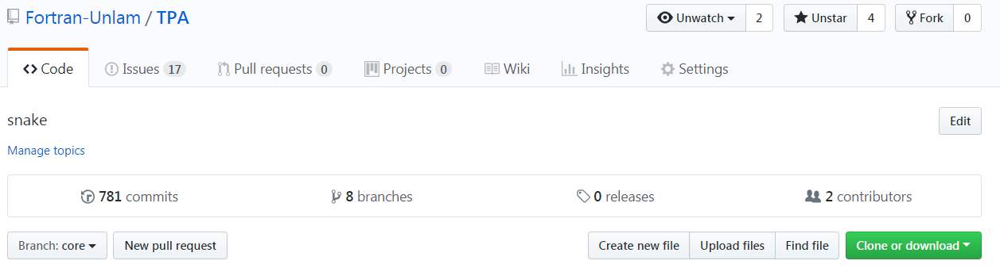 Fortran-Unlam / TPA Unwatch 2 Unstar 4 Fork 0
Code Issues 17 Pull requests 0 Projects 0 Wiki Insights Settings
snake Edit
Manage topics
781 commits 8 branches 0 releases 2 contributors
Branch: core New pull request Create new file Upload files Find file Clone or download